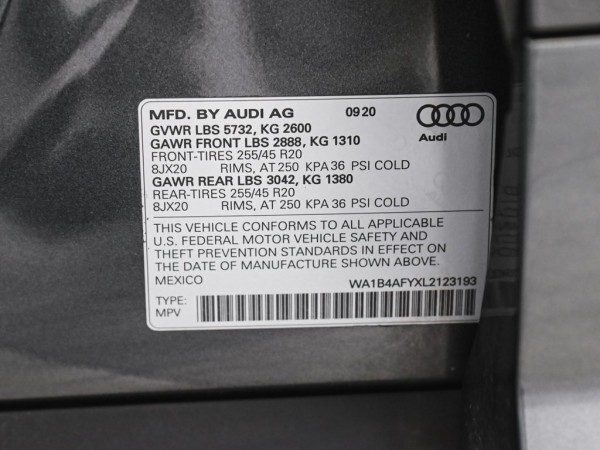 MFD. BY AUDI AG 09 20
GVWR LBS 5732, KG 2600
GAWR FRONT LBS 2888, KG 1310
FRONT-TIRES 255/45 R20
8JX20 RIMS, AT 250 KPA 36 PSI COLD
GAWR REAR LBS 3042, KG 1380
REAR-TIRES 255/45 R20
8JX20 RIMS, AT 250 KPA 36 PSI COLD
Audi
THIS VEHICLE CONFORMS TO ALL APPLICABLE
U.S. FEDERAL MOTOR VEHICLE SAFETY AND
THEFT PREVENTION STANDARDS IN EFFECT ON
THE DATE OF MANUFACTURE SHOWN ABOVE.
MEXICO WA1B4AFYXL2123193
TYPE:
MPV